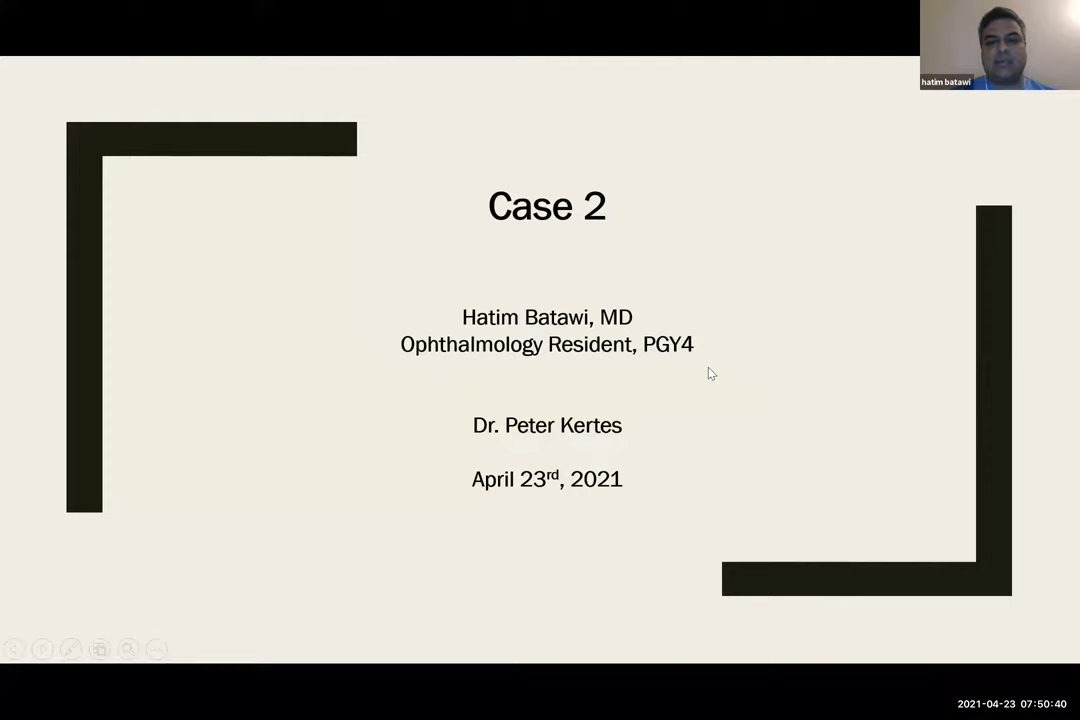 hatim batawi
Case 2
Hatim Batawi, MD
Ophthalmology Resident, PGY4
Dr. Peter Kertes
April 23rd, 2021
2021-04-23 07:50:40